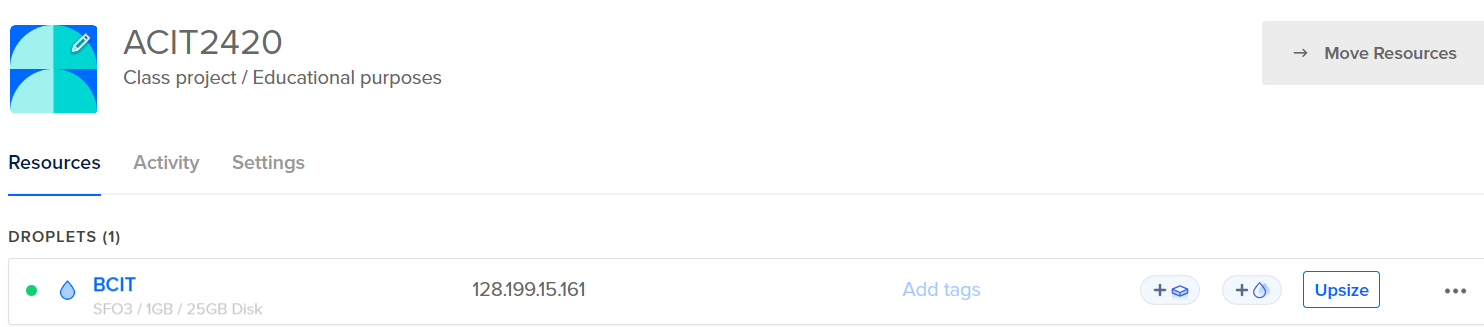 ACIT2420
Class project / Educational purposes
→ Move Resources
Resources Activity Settings
DROPLETS (1)
BCIT 128.199.15.161 Add tags + + Upsize •••
SFO3 / 1GB / 25GB Disk